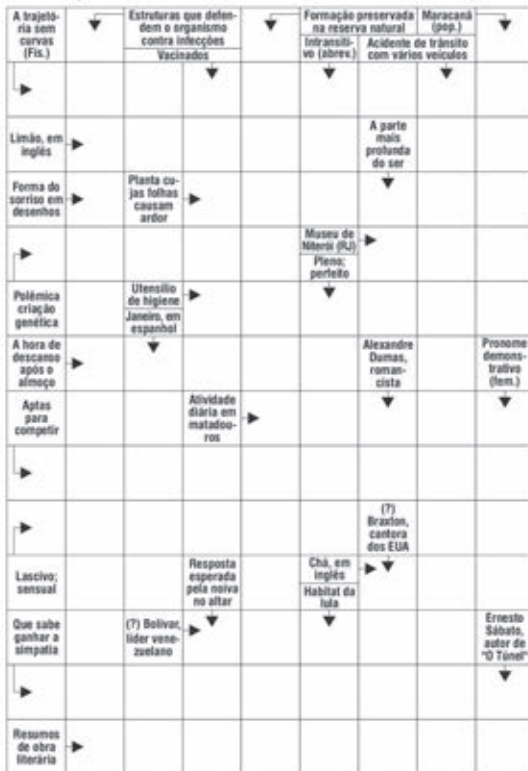 A trajetó-
ria sem
curvas
(Fís.)
Estruturas que defen-
dem o organismo
contra infecções
Vacinados
Formação preservada
na reserva natural
Intransiti-
vo (abrev.)
Maracanã
(pop.)
Acidente de trânsito
com vários veículos
Limão, em
inglês
A parte
mais
profunda
do ser
Forma do
sorriso em
desenhos
Planta cu-
jas folhas
causam
ardor
Museu de
Niterói (RJ)
Pleno;
perfeito
Polêmica
criação
genética
Utensílio
de higiene
Janeiro, em
espanhol
A hora de
descanso
após o
almoço
Alexandre
Dumas,
roman-
cista
Pronome
demons-
trativo
(fem.)
Aptas
para
competir
Atividade
diária em
matadou-
ros
(?)
Braxton,
cantora
dos EUA
Lascivo;
sensual
Resposta
esperada
pela noiva
no altar
Chá, em
inglês
Habitat da
lula
Que sabe
ganhar a
simpatia
(?) Bolívar,
líder vene-
zuelano
Ernesto
Sábato,
autor de
"O Túnel"
Resumos
de obra
literária